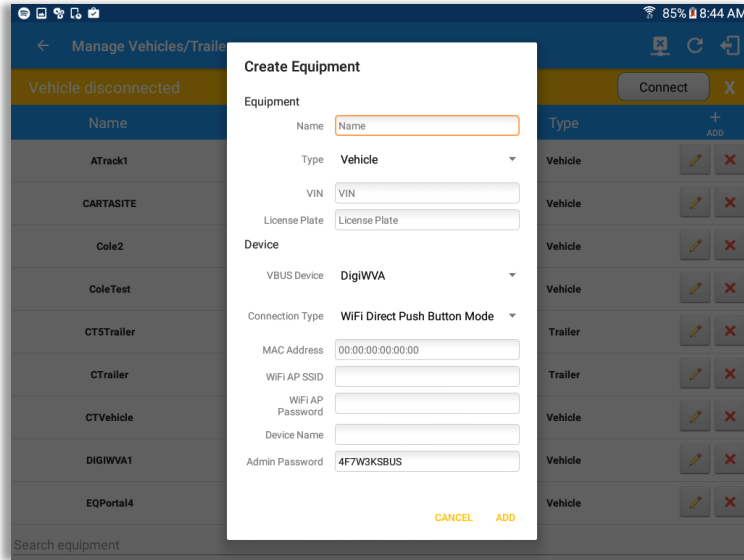 85% 8:44 AM
Manage Vehicles/Traile
Vehicle disconnected Connect X
Name Type + ADD
ATrack1 Vehicle
CARTASITE Vehicle
Cole2 Vehicle
ColeTest Vehicle
CT5Trailer Trailer
CTrailer Trailer
CTVehicle Vehicle
DIGIWVA1 Vehicle
EQPortal4 Vehicle
Search equipment
Create Equipment
Equipment
Name Name
Type Vehicle
VIN VIN
License Plate License Plate
Device
VBUS Device DigiWVA
Connection Type WiFi Direct Push Button Mode
MAC Address 00:00:00:00:00:00
WiFi AP SSID
WiFi AP
Password
Device Name
Admin Password 4F7W3KSBUS
CANCEL ADD